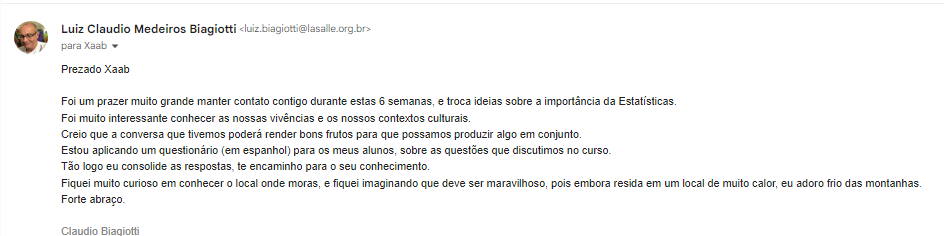 Luiz Claudio Medeiros Biagiotti <luiz.biagiotti@lasalle.org.br>
para Xaab
Prezado Xaab
Foi um prazer muito grande manter contato contigo durante estas 6 semanas, e troca ideias sobre a importância da Estatísticas.
Foi muito interessante conhecer as nossas vivências e os nossos contextos culturais.
Creio que a conversa que tivemos poderá render bons frutos para que possamos produzir algo em conjunto.
Estou aplicando um questionário (em espanhol) para os meus alunos, sobre as questões que discutimos no curso.
Tão logo eu consolide as respostas, te encaminho para o seu conhecimento.
Fiquei muito curioso em conhecer o local onde moras, e fiquei imaginando que deve ser maravilhoso, pois embora resida em um local de muito calor, eu adoro frio das montanhas.
Forte abraço.
Claudio Biagiotti